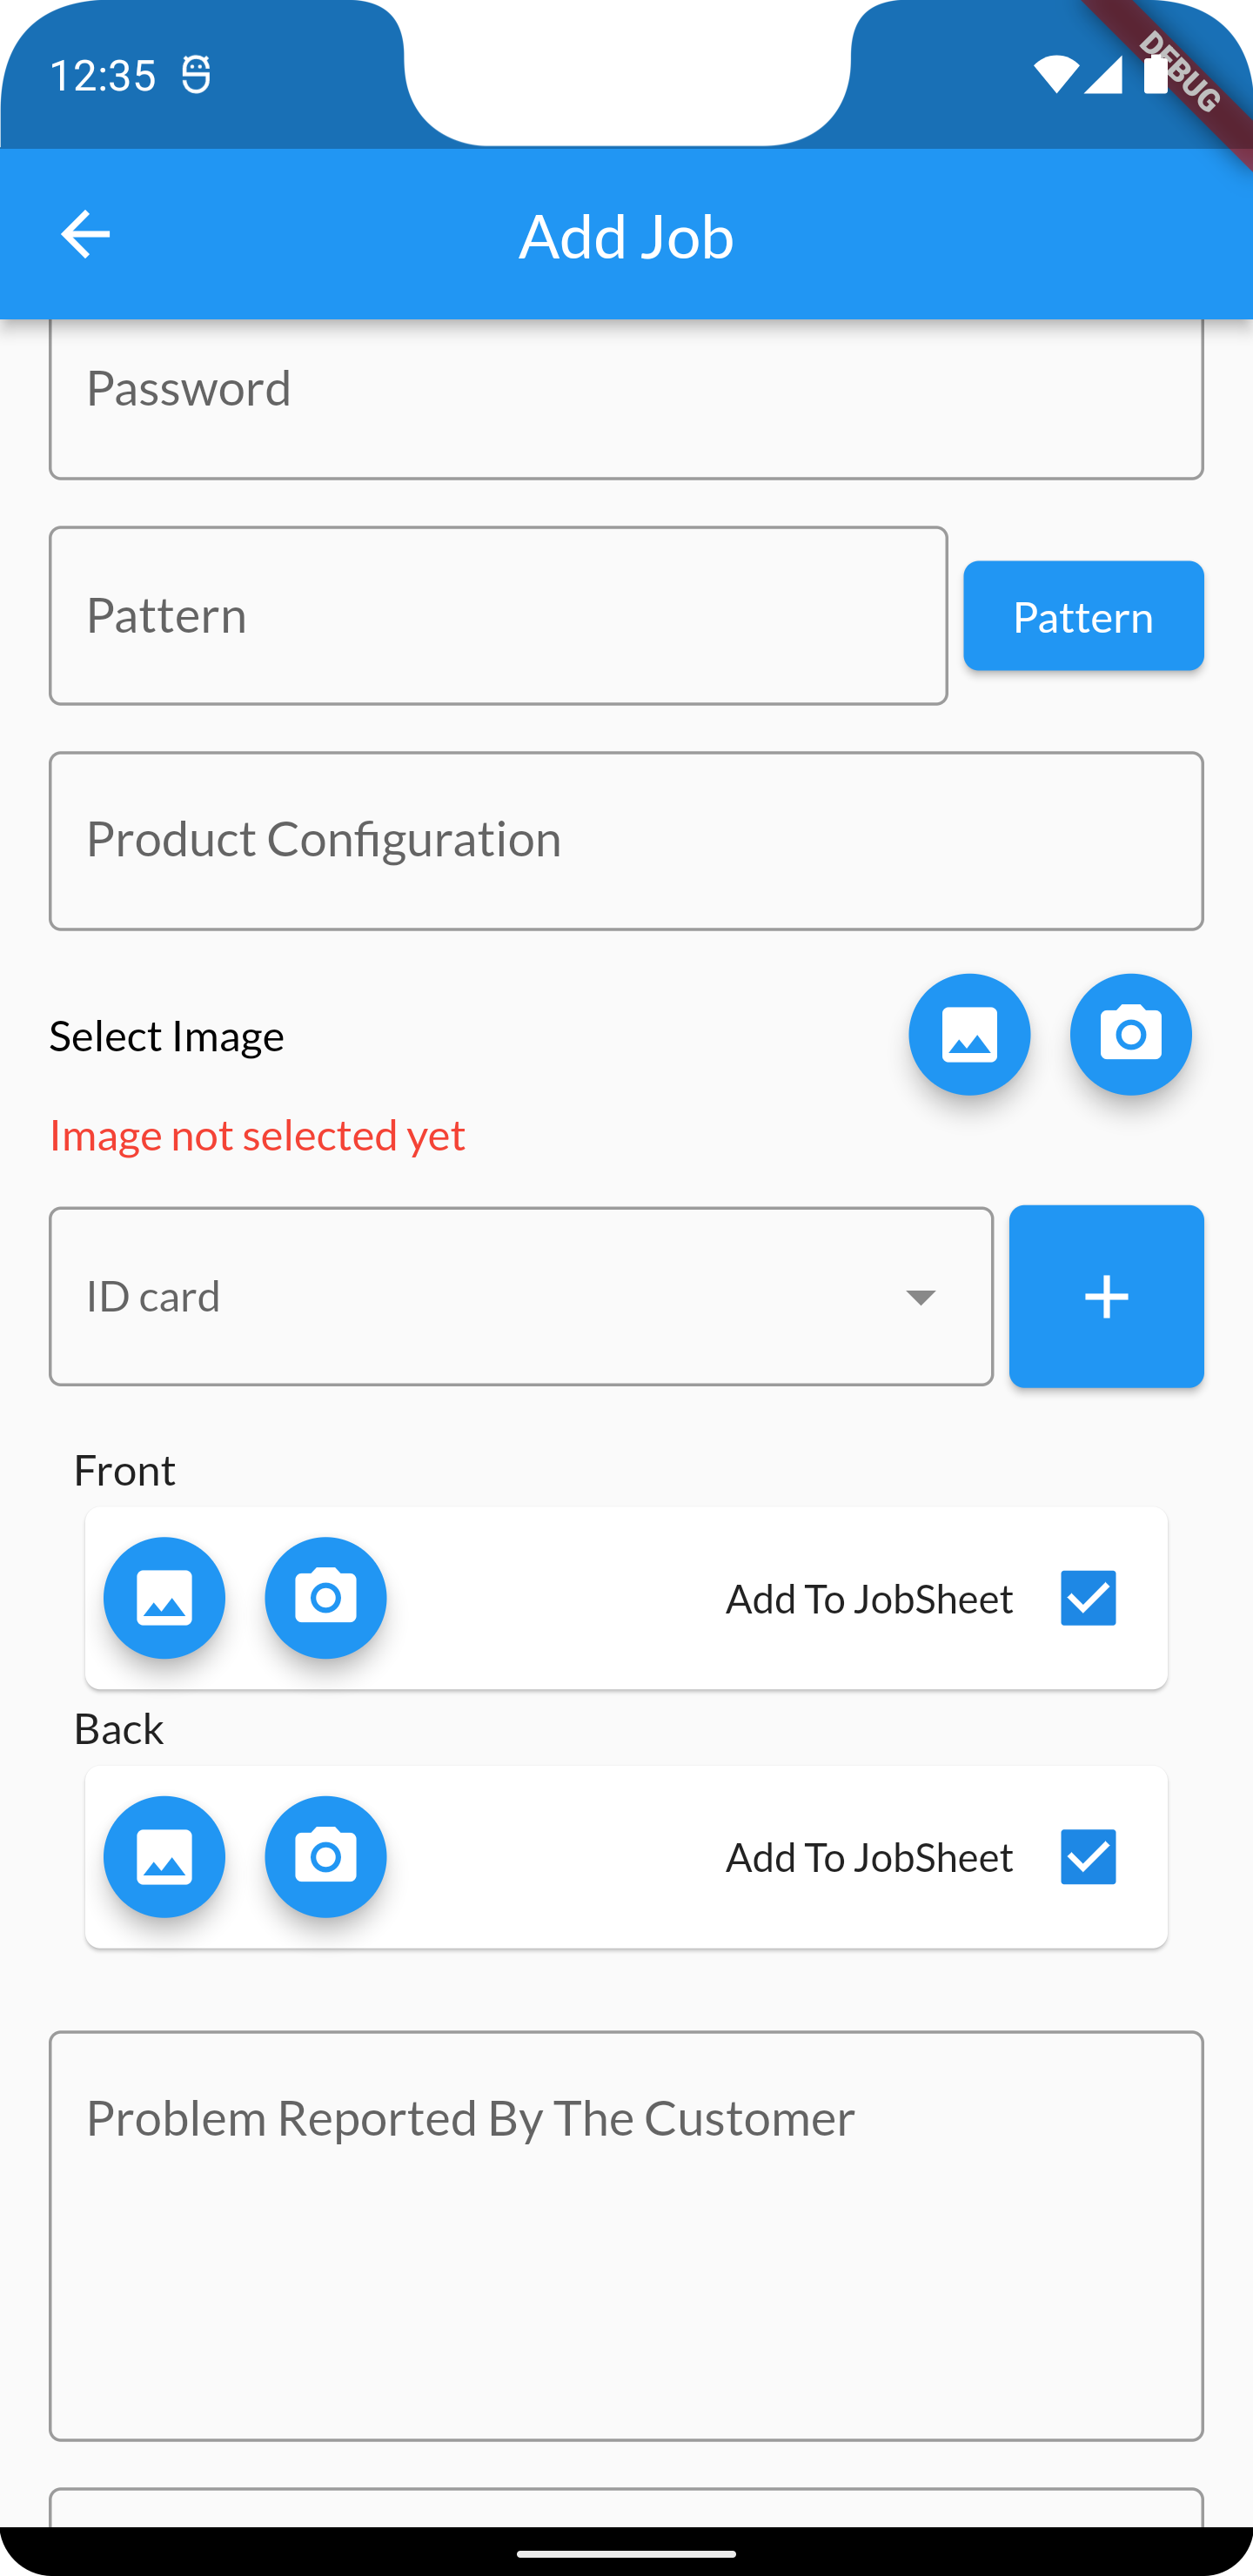 12:35
DEBUG
Add Job
Password
Pattern
Pattern
Product Configuration
Select Image
Image not selected yet
ID card
Front
Add To JobSheet
Back
Add To JobSheet
Problem Reported By The Customer